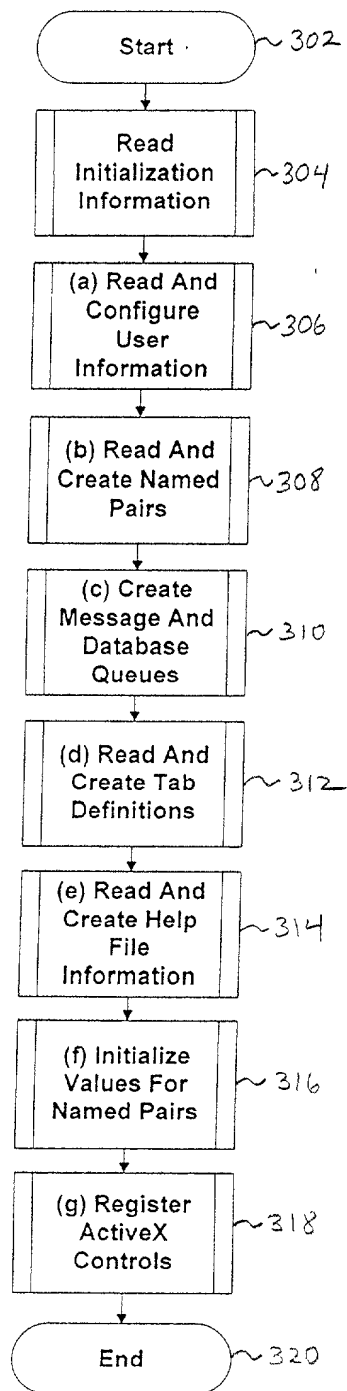 Start
302
Read
Initialization
Information
304
(a) Read And
Configure
User
Information
306
(b) Read And
Create Named
Pairs
308
(c) Create
Message And
Database
Queues
310
(d) Read And
Create Tab
Definitions
312
(e) Read And
Create Help
File
Information
314
(f) Initialize
Values For
Named Pairs
316
(g) Register
ActiveX
Controls
318
End
320